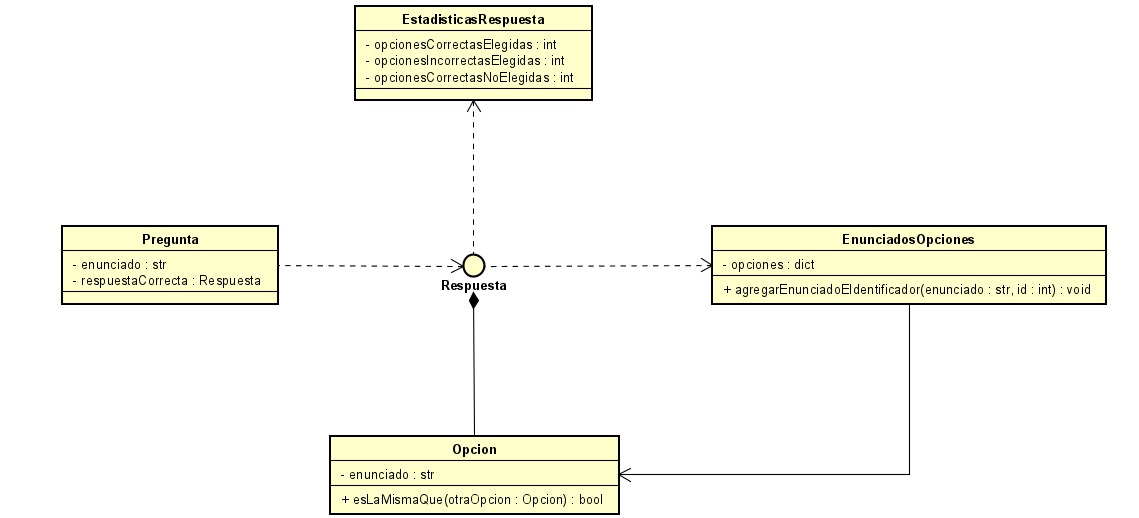 EstadisticasRespuesta
- opcionesCorrectasElegidas : int
- opcionesIncorrectasElegidas : int
- opcionesCorrectasNoElegidas : int
Pregunta
- enunciado : str
- respuestaCorrecta : Respuesta
Respuesta
EnunciadosOpciones
- opciones : dict
+ agregarEnunciadoEIdentificador(enunciado : str, id : int) : void
Opcion
- enunciado : str
+ esLaMismaQue(otraOpcion : Opcion) : bool